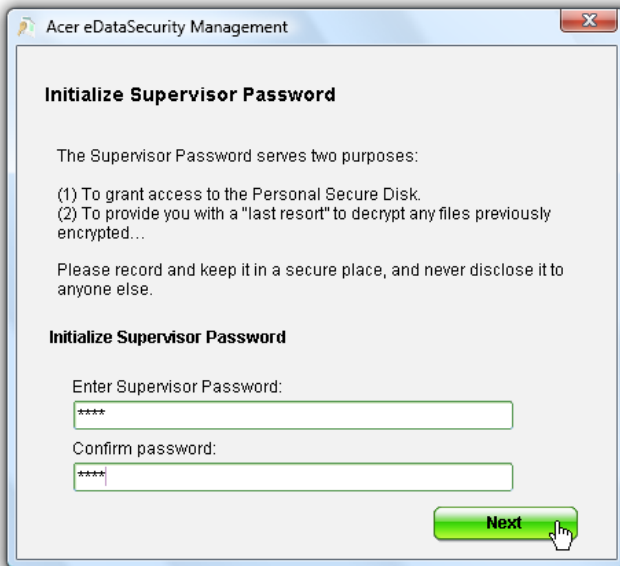 Acer eDataSecurity Management
Initialize Supervisor Password
The Supervisor Password serves two purposes:
(1) To grant access to the Personal Secure Disk.
(2) To provide you with a "last resort" to decrypt any files previously
encrypted...
Please record and keep it in a secure place, and never disclose it to
anyone else.
Initialize Supervisor Password
Enter Supervisor Password:
****
Confirm password:
****
Next